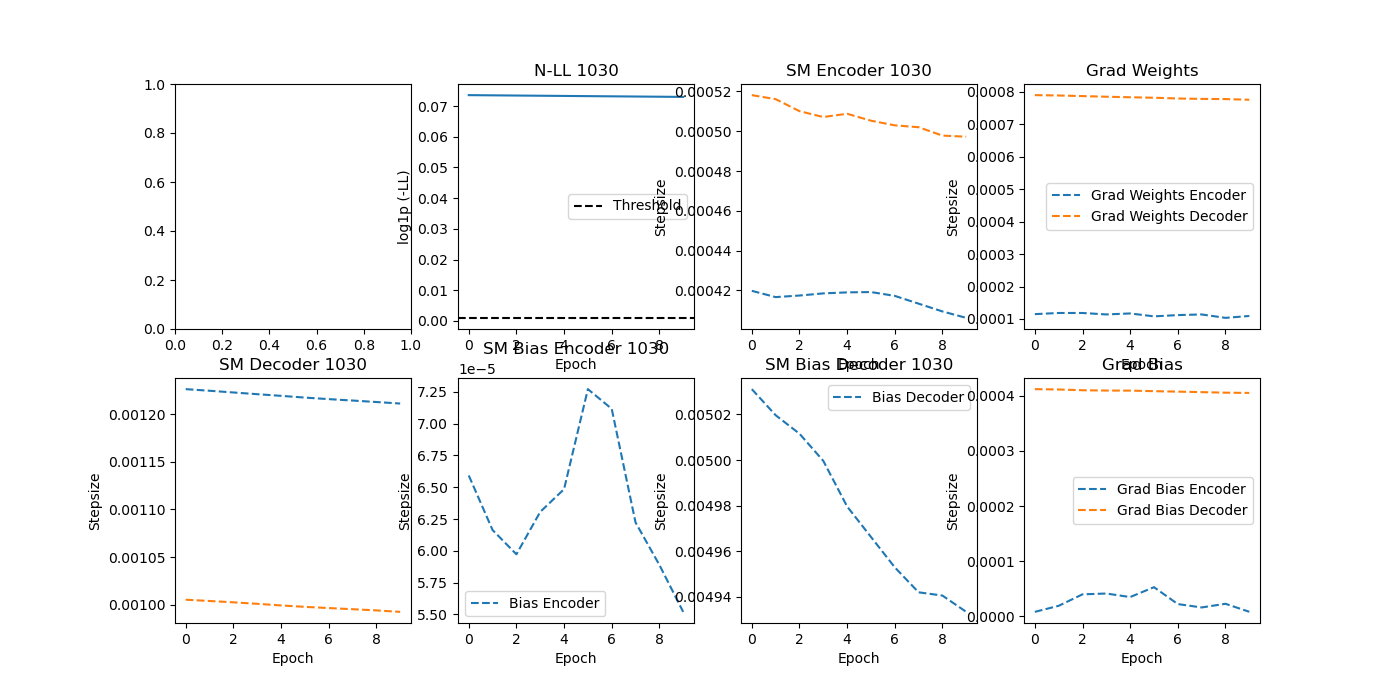 N-LL 1030
SM Encoder 1030
Grad Weights
1.0
0.8
0.6
0.4
0.2
0.0
0.0 0.2 0.4 0.6 0.8 1.0
log1p (-LL)
0.07
0.06
0.05
0.04
0.03
0.02
0.01
0.00
Threshold
0 2 4 6 8
Epoch
Stepsize
0.00052
0.00050
0.00048
0.00046
0.00044
0.00042
0 2 4 6 8
Epoch
Stepsize
0.0008
0.0007
0.0006
0.0005
0.0004
0.0003
0.0002
0.0001
Grad Weights Encoder
Grad Weights Decoder
0 2 4 6 8
Epoch
SM Decoder 1030
Stepsize
0.00120
0.00115
0.00110
0.00105
0.00100
0 2 4 6 8
Epoch
SM Bias Encoder 1030
1e−5
Stepsize
7.25
7.00
6.75
6.50
6.25
6.00
5.75
5.50
Bias Encoder
0 2 4 6 8
Epoch
SM Bias Decoder 1030
Stepsize
0.00502
0.00500
0.00498
0.00496
0.00494
Bias Decoder
0 2 4 6 8
Epoch
Grad Bias
Stepsize
0.0004
0.0003
0.0002
0.0001
0.0000
Grad Bias Encoder
Grad Bias Decoder
0 2 4 6 8
Epoch